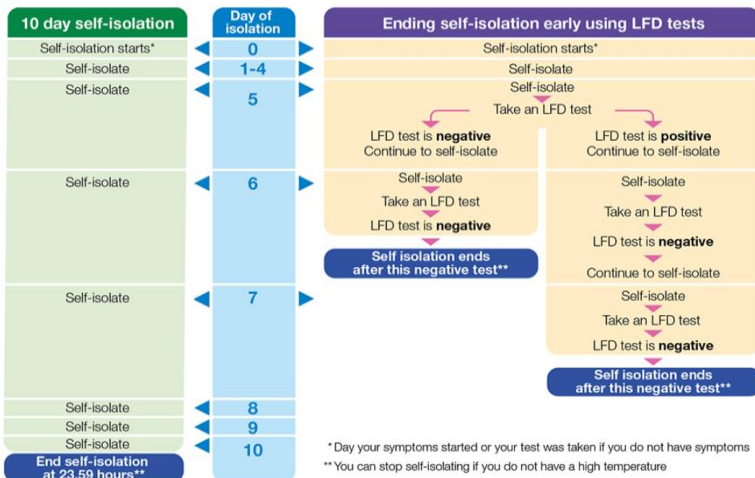 10 day self-isolation
Day of
isolation
Ending self-isolation early using LFD tests
Self-isolation starts*
0
Self-isolation starts*
Self-isolate
1-4
Self-isolate
Self-isolate
5
Self-isolate
Take an LFD test
LFD test is negative
Continue to self-isolate
LFD test is positive
Continue to self-isolate
Self-isolate
6
Self-isolate
Take an LFD test
LFD test is negative
Self isolation ends
after this negative test**
Self-isolate
Take an LFD test
LFD test is negative
Continue to self-isolate
Self-isolate
7
Self-isolate
Take an LFD test
LFD test is negative
Self isolation ends
after this negative test**
Self-isolate
8
Self-isolate
9
Self-isolate
10
End self-isolation
at 23.59 hours**
* Day your symptoms started or your test was taken if you do not have symptoms
** You can stop self-isolating if you do not have a high temperature